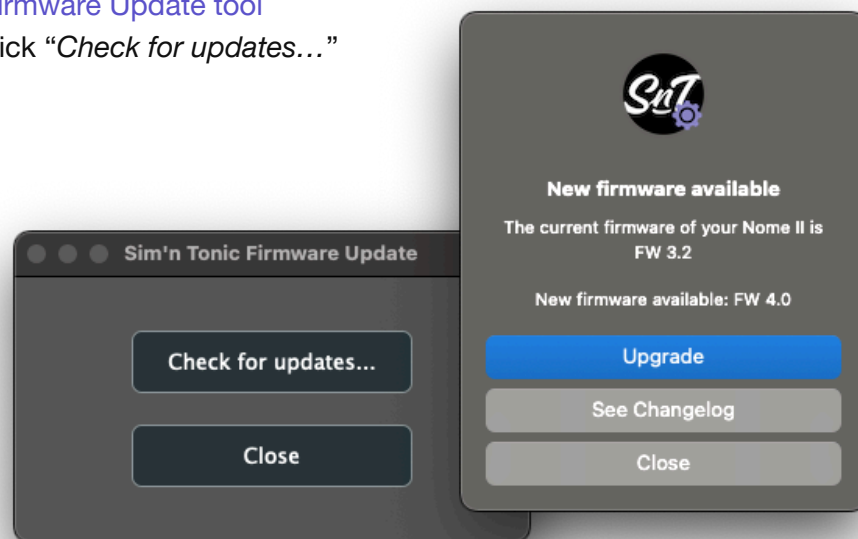 irmware Update tool
ick “Check for updates…”
SnT
New firmware available
The current firmware of your Nome II is
FW 3.2
New firmware available: FW 4.0
Upgrade
See Changelog
Close
Sim'n Tonic Firmware Update
Check for updates...
Close